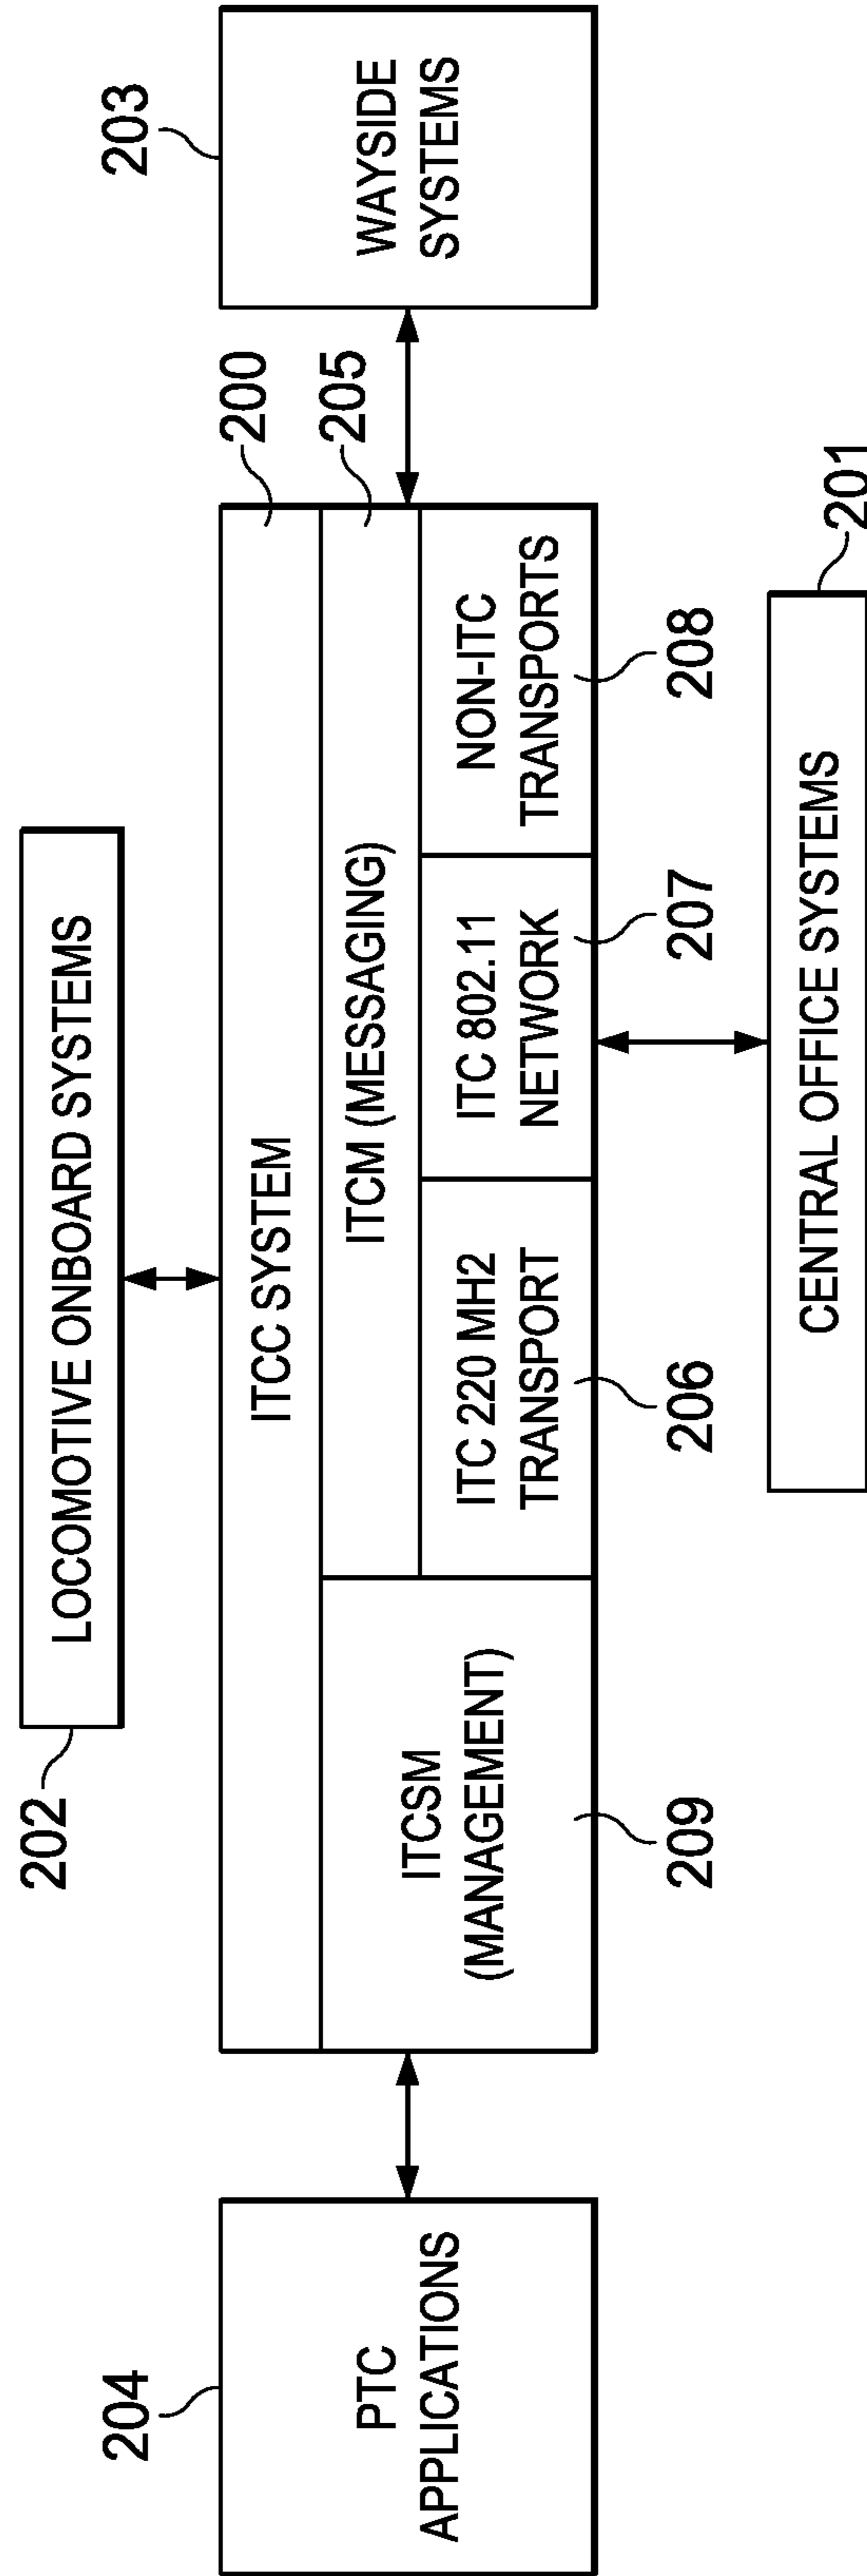 202
LOCOMOTIVE ONBOARD SYSTEMS
204
PTC
APPLICATIONS
ITCC SYSTEM
200
ITCSM
(MANAGEMENT)
209
ITCM (MESSAGING)
205
ITC 220 MH2
TRANSPORT
206
ITC 802.11
NETWORK
207
NON-ITC
TRANSPORTS
208
203
WAYSIDE
SYSTEMS
CENTRAL OFFICE SYSTEMS
201